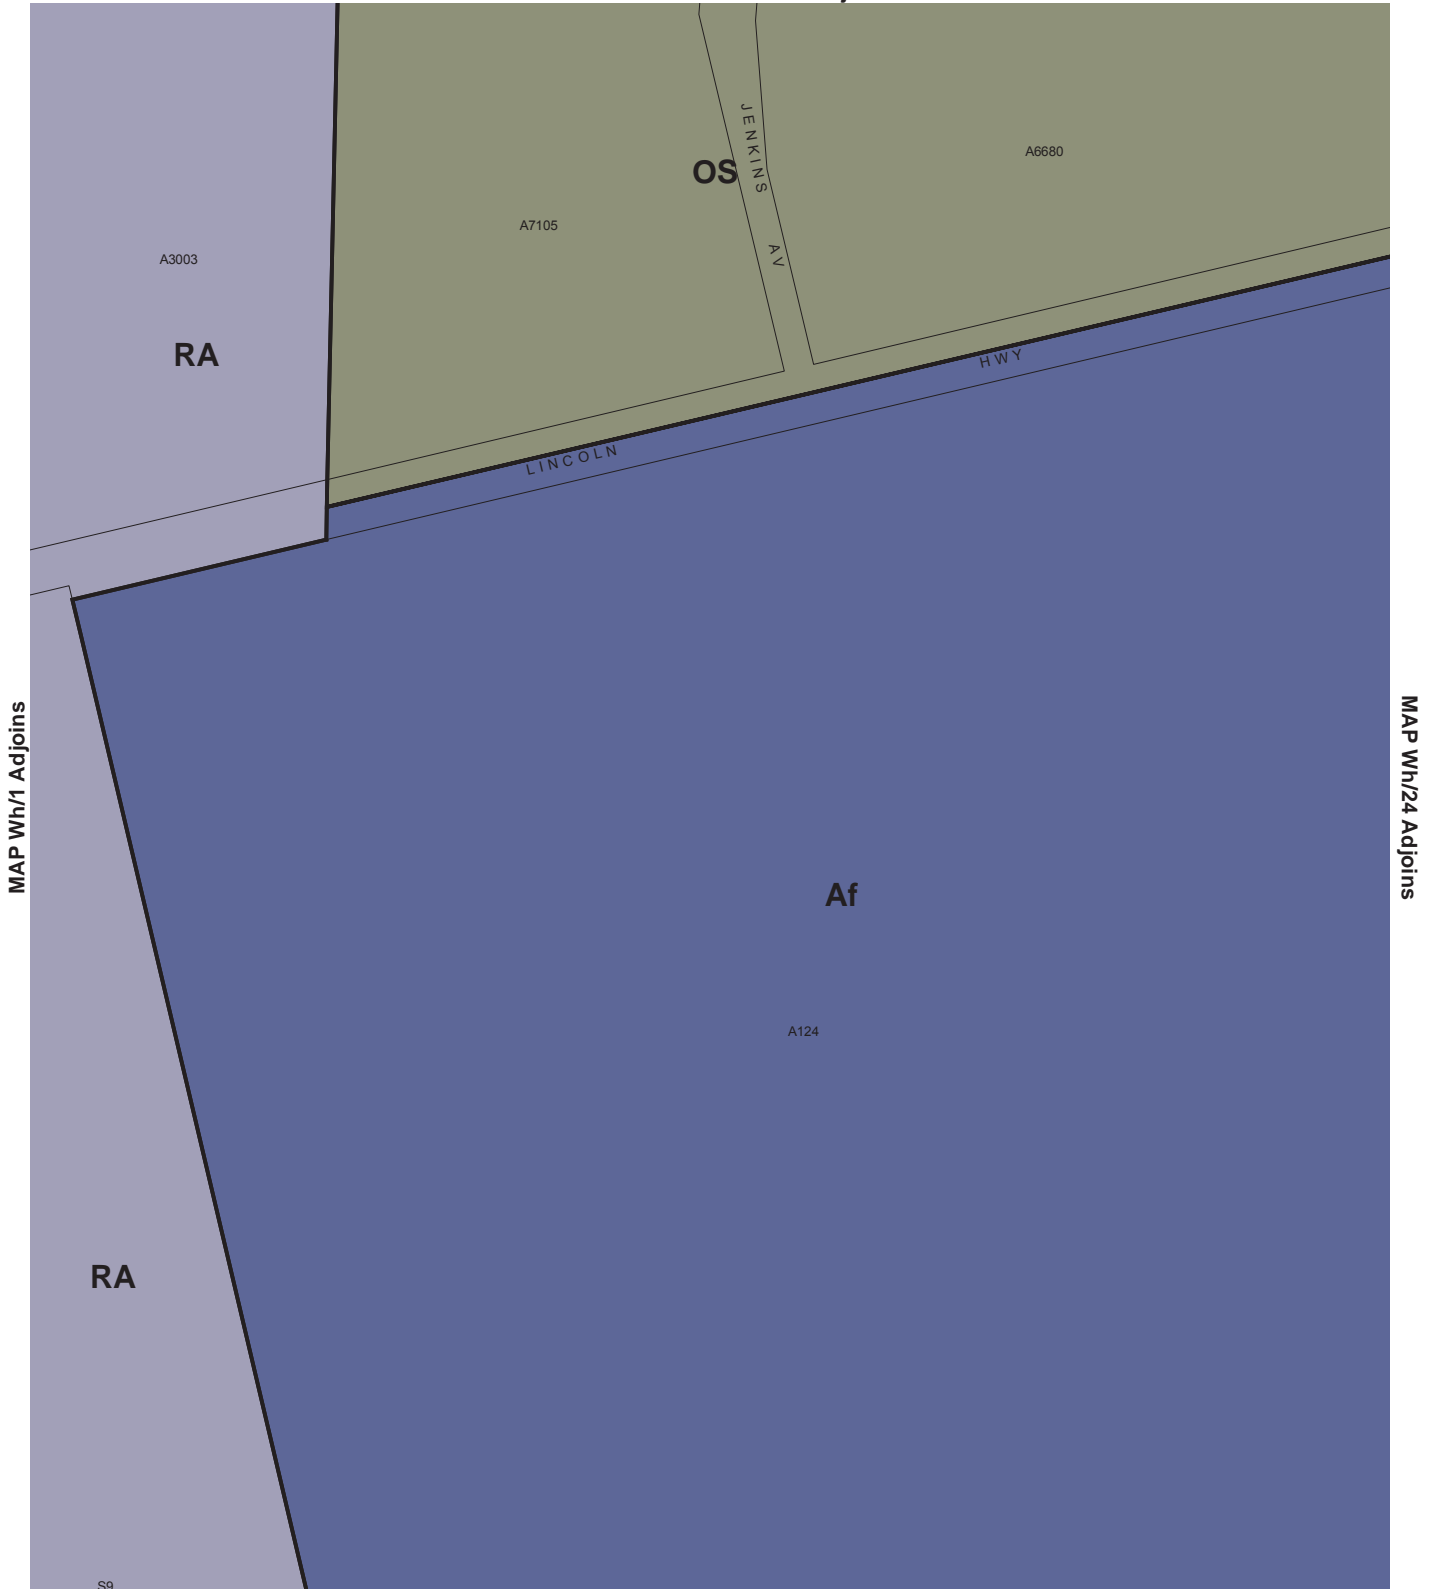 JENKINS
AV
A6680
OS
A7105
A3003
RA
HWY
LINCOLN
MAP Wh/1 Adjoins
MAP Wh/24 Adjoins
Af
A124
RA
S9